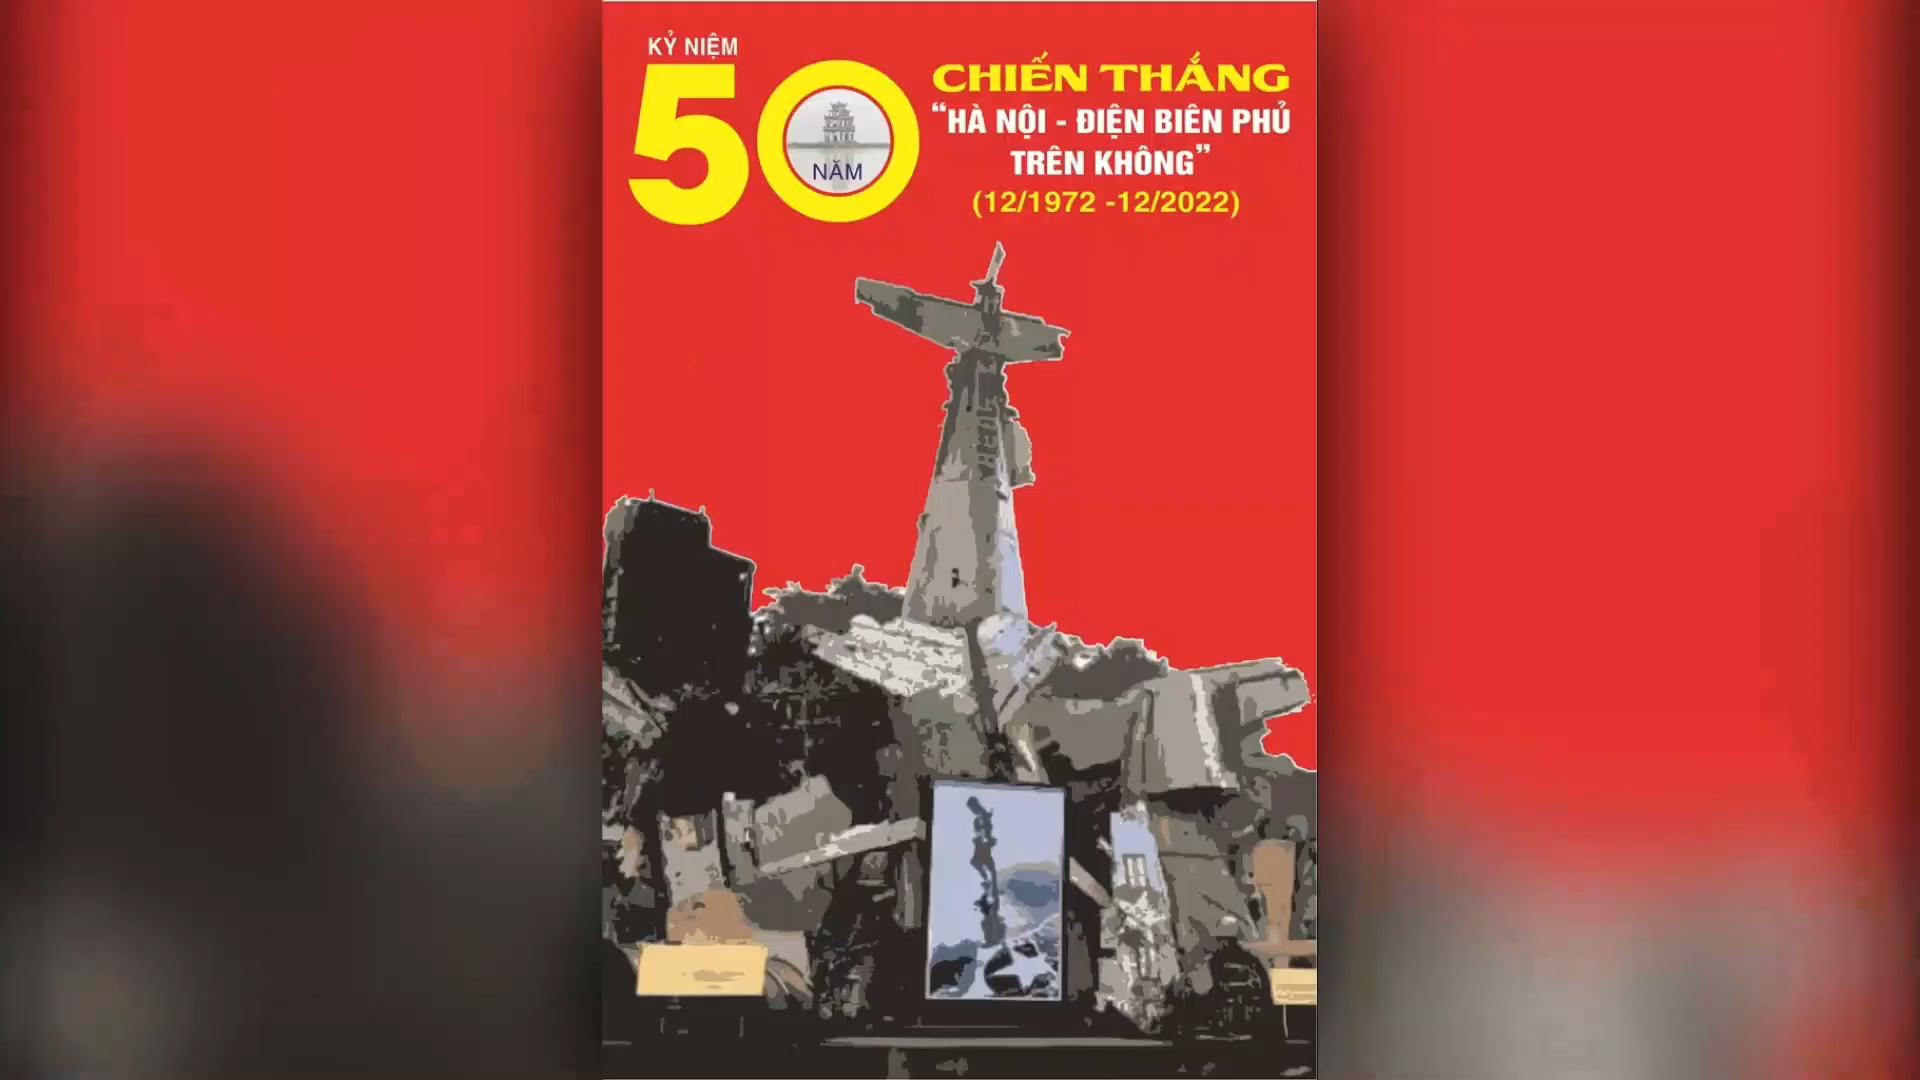 KỶ NIỆM
50
NĂM
CHIẾN THẮNG
“HÀ NỘI - ĐIỆN BIÊN PHỦ
TRÊN KHÔNG”
(12/1972 -12/2022)